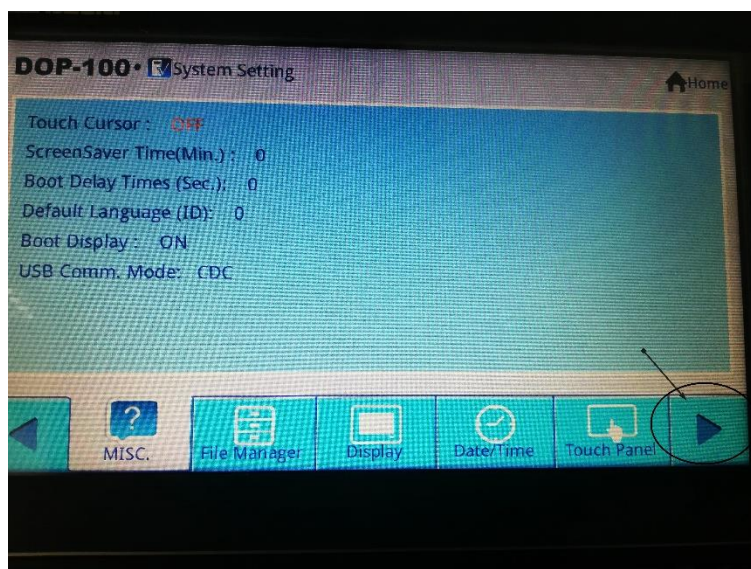 DOP-100 • System Setting
Home
Touch Cursor : OFF
ScreenSaver Time(Min.) : 0
Boot Delay Times (Sec.): 0
Default Language (ID): 0
Boot Display : ON
USB Comm. Mode: CDC
? MISC.
File Manager
Display
Date/Time
Touch Panel